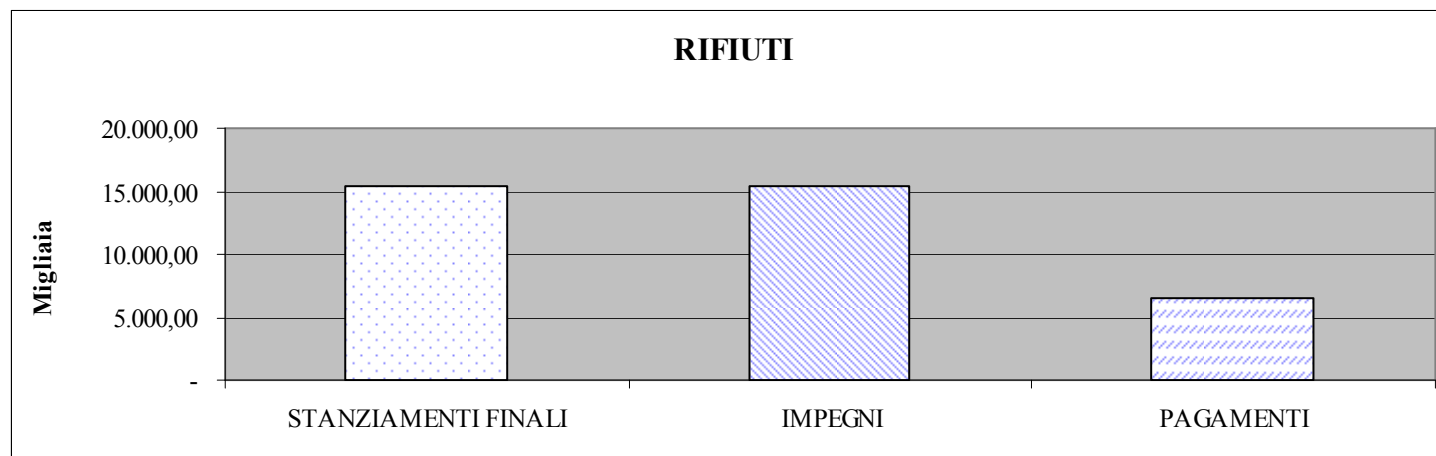 RIFIUTI
20.000,00
15.000,00
10.000,00
5.000,00
-
Migliaia
STANZIAMENTI FINALI
IMPEGNI
PAGAMENTI